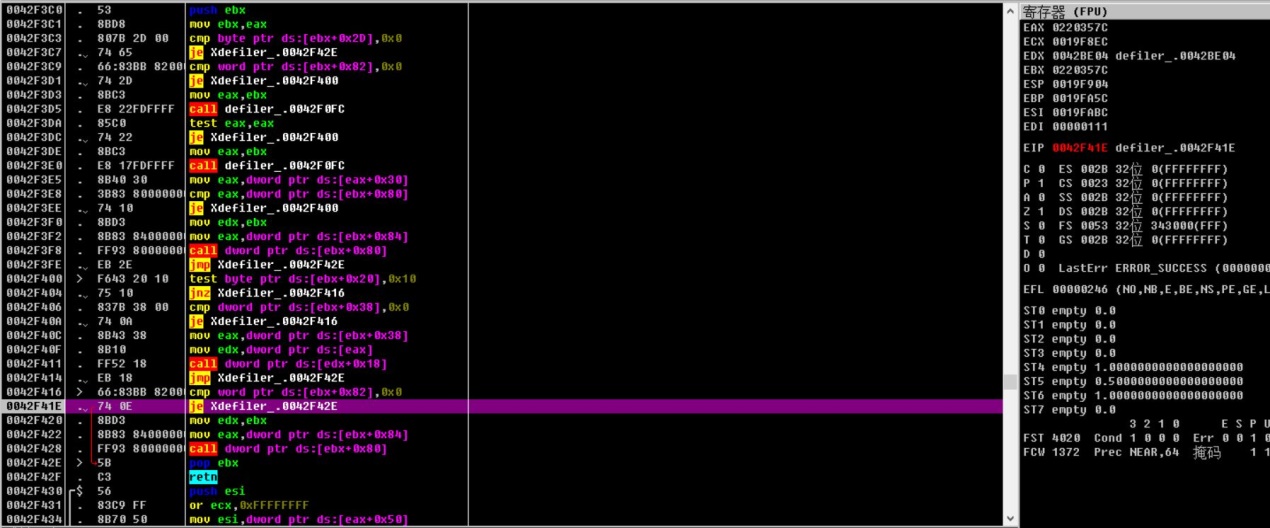 0042F3C0 . 53 push ebx
0042F3C1 . 8BD8 mov ebx,eax
0042F3C3 . 807B 2D 00 cmp byte ptr ds:[ebx+0x2D],0x0
0042F3C7 . 74 65 je Xdefiler_.0042F42E
0042F3C9 . 66:83BB 8200 cmp word ptr ds:[ebx+0x82],0x0
0042F3D1 . 74 2D je Xdefiler_.0042F400
0042F3D3 . 8BC3 mov eax,ebx
0042F3D5 . E8 22FDFFFF call defiler_.0042F0FC
0042F3DA . 85C0 test eax,eax
0042F3DC . 74 22 je Xdefiler_.0042F400
0042F3DE . 8BC3 mov eax,ebx
0042F3E0 . E8 17FDFFFF call defiler_.0042F0FC
0042F3E5 . 8B40 30 mov eax,dword ptr ds:[eax+0x30]
0042F3E8 . 3B83 8000000 cmp eax,dword ptr ds:[ebx+0x80]
0042F3EE . 74 10 je Xdefiler_.0042F400
0042F3F0 . 8BD3 mov edx,ebx
0042F3F2 . 8B83 8400000 mov eax,dword ptr ds:[ebx+0x84]
0042F3F8 . FF93 8000000 call dword ptr ds:[ebx+0x80]
0042F3FE . EB 2E jmp Xdefiler_.0042F42E
0042F400 > F643 20 10 test byte ptr ds:[ebx+0x20],0x10
0042F404 . 75 10 jnz Xdefiler_.0042F416
0042F406 . 837B 38 00 cmp dword ptr ds:[ebx+0x38],0x0
0042F40A . 74 0A je Xdefiler_.0042F416
0042F40C . 8B43 38 mov eax,dword ptr ds:[ebx+0x38]
0042F40F . 8B10 mov edx,dword ptr ds:[eax]
0042F411 . FF52 18 call dword ptr ds:[edx+0x18]
0042F414 . EB 18 jmp Xdefiler_.0042F42E
0042F416 > 66:83BB 8200 cmp word ptr ds:[ebx+0x82],0x0
0042F41E . 74 0E je Xdefiler_.0042F42E
0042F420 . 8BD3 mov edx,ebx
0042F422 . 8B83 8400000 mov eax,dword ptr ds:[ebx+0x84]
0042F428 . FF93 8000000 call dword ptr ds:[ebx+0x80]
0042F42E > 5B pop ebx
0042F42F . C3 retn
0042F430 $ 56 push esi
0042F431 . 83C9 FF or ecx,0xFFFFFFFF
0042F434 . 8B70 50 mov esi,dword ptr ds:[eax+0x50]
寄存器 (FPU)
EAX 0220357C
ECX 0019F8EC
EDX 0042BE04 defiler_.0042BE04
EBX 0220357C
ESP 0019F904
EBP 0019FA5C
ESI 0019FABC
EDI 00000111
EIP 0042F41E defiler_.0042F41E
C 0 ES 002B 32位 0(FFFFFFFF)
P 1 CS 0023 32位 0(FFFFFFFF)
A 0 SS 002B 32位 0(FFFFFFFF)
Z 1 DS 002B 32位 0(FFFFFFFF)
S 0 FS 0053 32位 343000(FFF)
T 0 GS 002B 32位 0(FFFFFFFF)
D 0
O 0 LastErr ERROR_SUCCESS (0000000
EFL 00000246 (NO,NB,E,BE,NS,PE,GE,L
ST0 empty 0.0
ST1 empty 0.0
ST2 empty 0.0
ST3 empty 0.0
ST4 empty 1.0000000000000000000
ST5 empty 0.5000000000000000000
ST6 empty 1.0000000000000000000
ST7 empty 0.0
3 2 1 0 E S P U
FST 4020 Cond 1 0 0 0 Err 0 0 1 0
FCW 1372 Prec NEAR,64 掩码 1 1